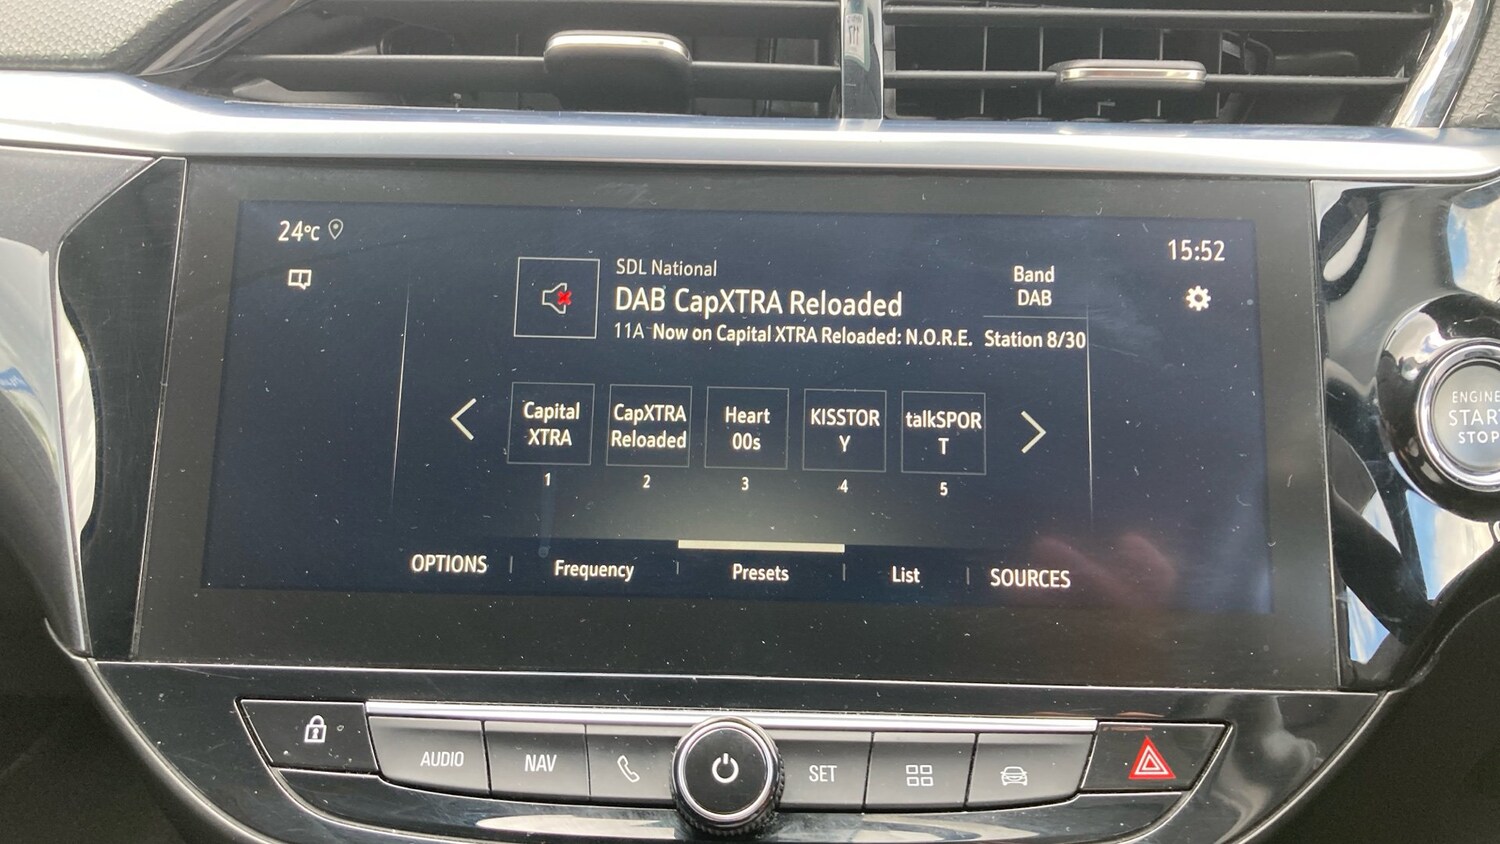 24°C
15:52
SDL National
DAB CapXTRA Reloaded
11A Now on Capital XTRA Reloaded: N.O.R.E.
Band
DAB
Station 8/30
Capital
XTRA
1
CapXTRA
Reloaded
2
Heart
00s
3
KISSTOR
Y
4
talkSPOR
T
5
OPTIONS
Frequency
Presets
List
SOURCES
ENGINE
START
STOP
AUDIO
NAV
SET